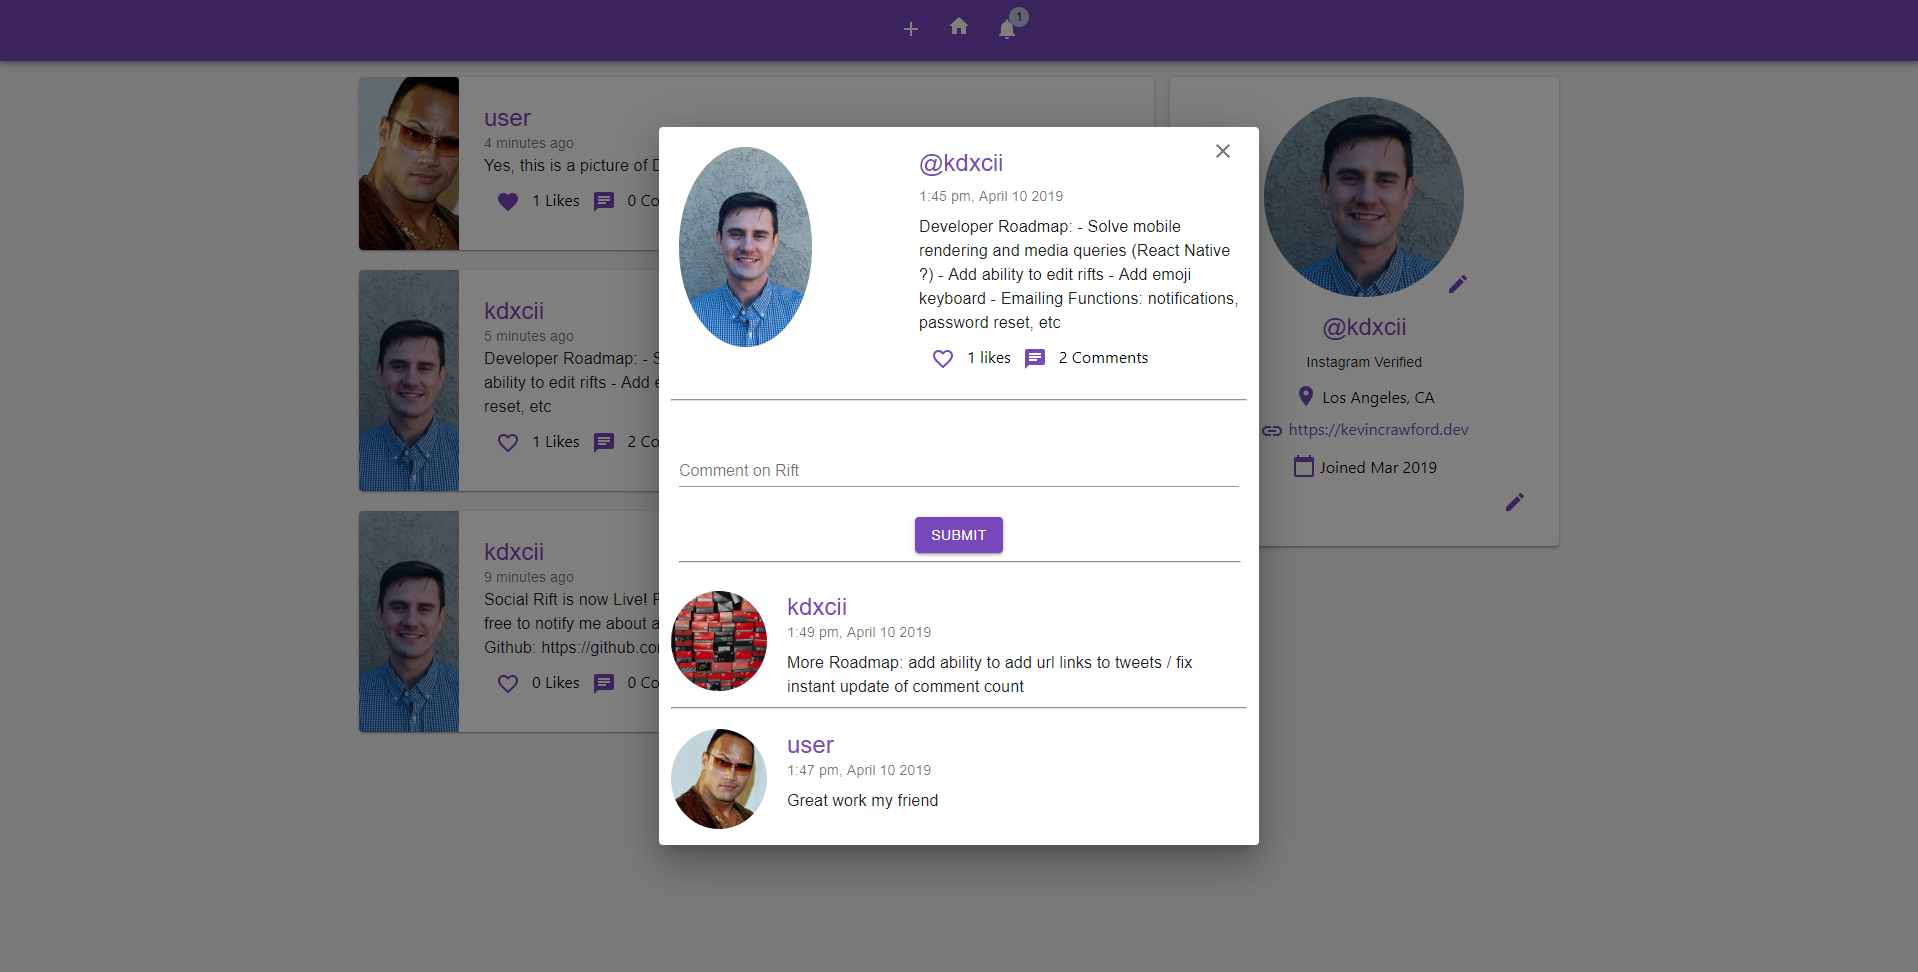 1
user
4 minutes ago
Yes, this is a picture of D
1 Likes
0 Co
kdxcii
5 minutes ago
Developer Roadmap: - S
ability to edit rifts - Add e
reset, etc
1 Likes
2 Co
kdxcii
9 minutes ago
Social Rift is now Live! F
free to notify me about a
Github: https://github.co
0 Likes
0 Co
@kdxcii
1:45 pm, April 10 2019
Developer Roadmap: - Solve mobile
rendering and media queries (React Native
?) - Add ability to edit rifts - Add emoji
keyboard - Emailing Functions: notifications,
password reset, etc
1 likes
2 Comments
Comment on Rift
SUBMIT
kdxcii
1:49 pm, April 10 2019
More Roadmap: add ability to add url links to tweets / fix
instant update of comment count
user
1:47 pm, April 10 2019
Great work my friend
@kdxcii
Instagram Verified
Los Angeles, CA
https://kevincrawford.dev
Joined Mar 2019